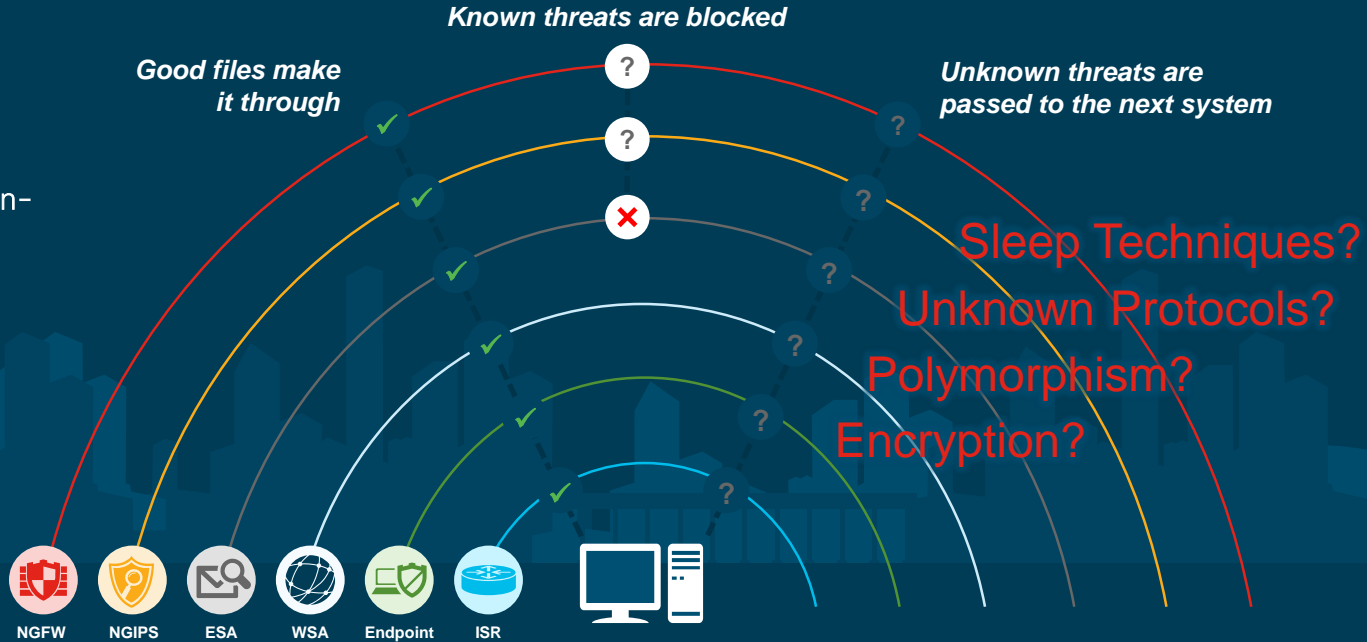 Known threats are blocked
Good files make
it through
Unknown threats are
passed to the next system
?
?
?
?
?
?
?
?
n-
Sleep Techniques?
Unknown Protocols?
Polymorphism?
Encryption?
NGFW
NGIPS
ESA
WSA
Endpoint
ISR